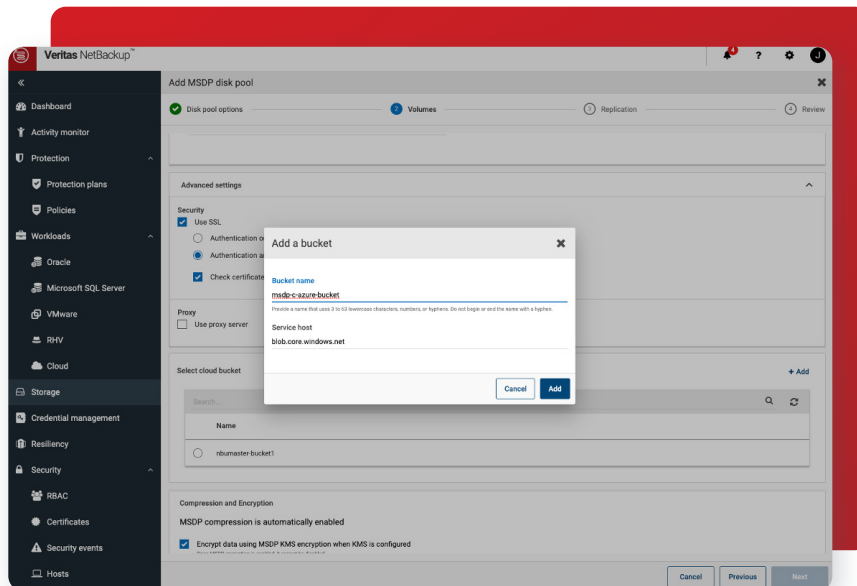 Veritas NetBackup™
4
?
J
Add MSDP disk pool
Dashboard
Activity monitor
Protection
Protection plans
Policies
Workloads
Oracle
Microsoft SQL Server
VMware
RHV
Cloud
Storage
Credential management
Resiliency
Security
RBAC
Certificates
Security events
Hosts
Disk pool options
2 Volumes
3 Replication
4 Review
Advanced settings
Security
Use SSL
Authentication
Authentication
Check certificate
Proxy
Use proxy server
Add a bucket
Bucket name
msdp-c-azure-bucket
Provide a name that uses 3 to 63 lowercase characters, numbers, or hyphens. Do not begin or end the name with a hyphen.
Service host
blob.core.windows.net
Cancel
Add
Select cloud bucket
+ Add
Search...
Name
nbumaster-bucket1
Compression and Encryption
MSDP compression is automatically enabled
Encrypt data using MSDP KMS encryption when KMS is configured
Cancel
Previous
Next